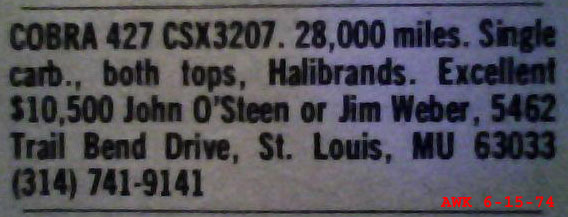 COBRA 427 CSX3207. 28,000 miles. Single
carb., both tops, Halibrands. Excellent
$10,500 John O'Steen or Jim Weber, 5462
Trail Bend Drive, St. Louis, MU 63033
(314) 741-9141
AWK 6-15-74